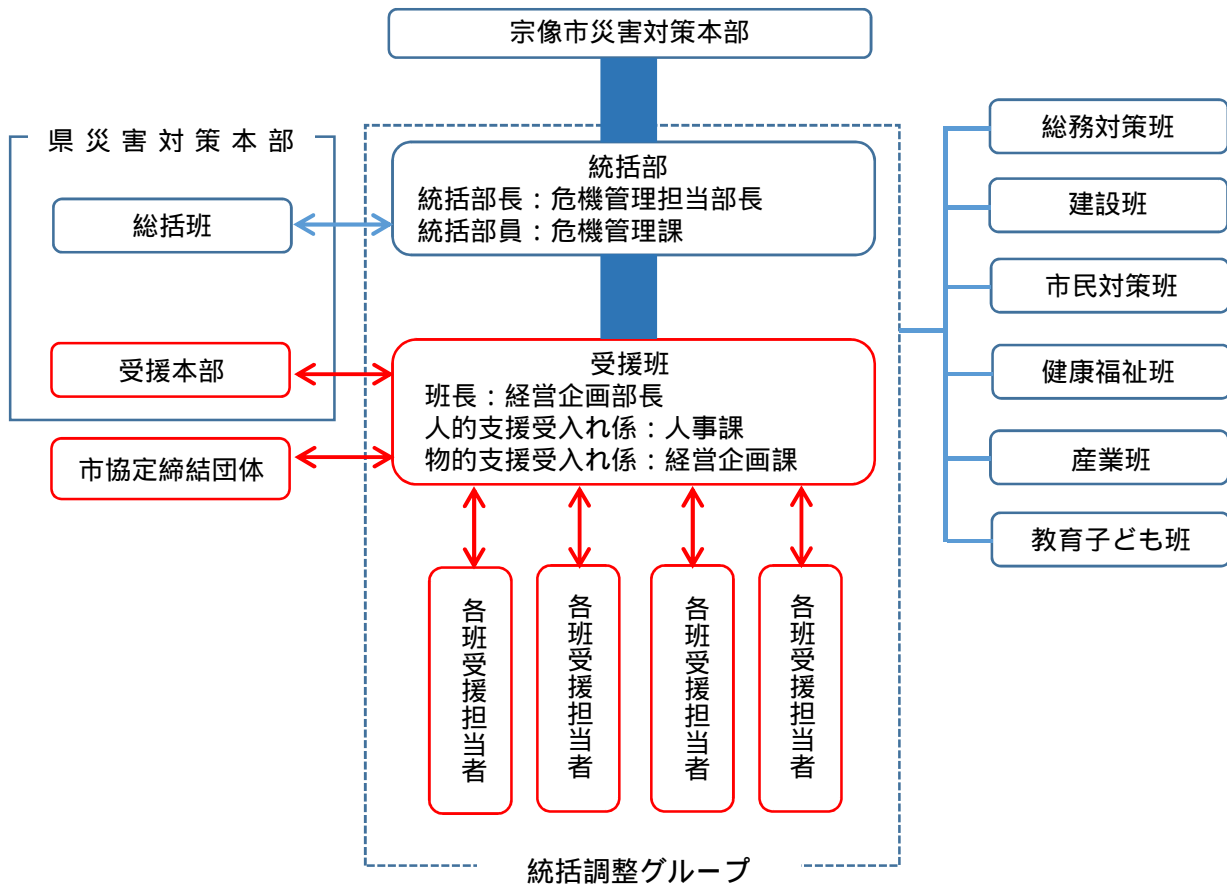 宗像市災害対策本部
県災害対策本部
総括班
受援本部
市協定締結団体
統括部
統括部長：危機管理担当部長
統括部員：危機管理課
受援班
班長：経営企画部長
人的支援受入れ係：人事課
物的支援受入れ係：経営企画課
各班受援担当者
各班受援担当者
各班受援担当者
各班受援担当者
統括調整グループ
総務対策班
建設班
市民対策班
健康福祉班
産業班
教育子ども班